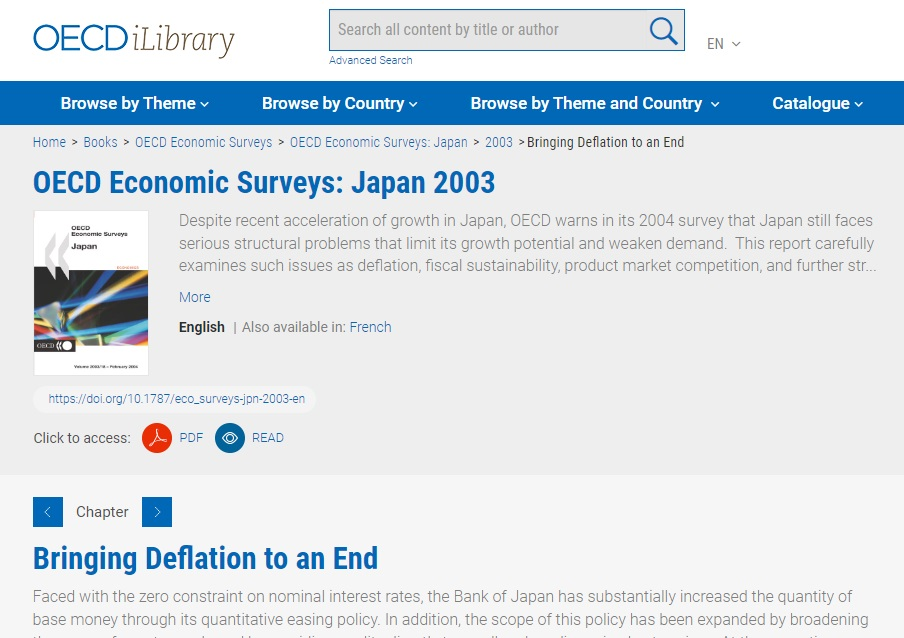 OECD iLibrary
Search all content by title or author
Advanced Search
EN
Browse by Theme
Browse by Country
Browse by Theme and Country
Catalogue
Home > Books > OECD Economic Surveys > OECD Economic Surveys: Japan > 2003 >Bringing Deflation to an End
OECD Economic Surveys: Japan 2003
OECD
Economic Surveys
Japan
ECONOMICS
OECD
Volume 2003/18 – February 2004
Despite recent acceleration of growth in Japan, OECD warns in its 2004 survey that Japan still faces
serious structural problems that limit its growth potential and weaken demand.  This report carefully
examines such issues as deflation, fiscal sustainability, product market competition, and further str...
More
English | Also available in: French
https://doi.org/10.1787/eco_surveys-jpn-2003-en
Click to access: PDF READ
Chapter
Bringing Deflation to an End
Faced with the zero constraint on nominal interest rates, the Bank of Japan has substantially increased the quantity of
base money through its quantitative easing policy. In addition, the scope of this policy has been expanded by broadening